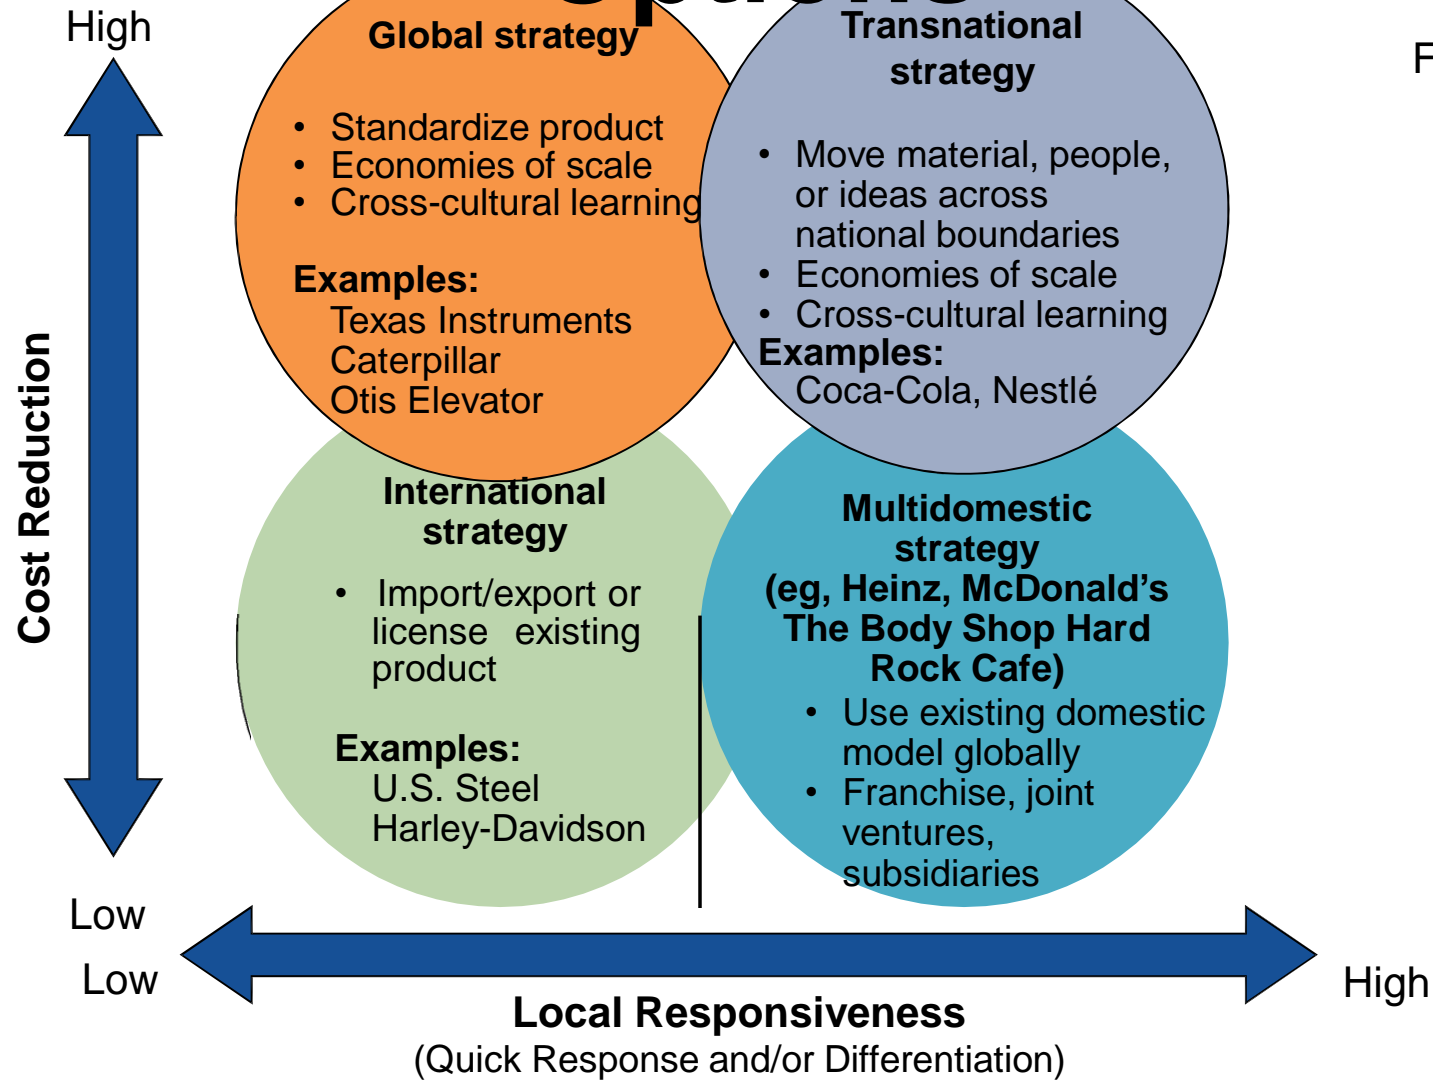 Options
High
Global strategy
• Standardize product
• Economies of scale
• Cross-cultural learning
Examples:
Texas Instruments
Caterpillar
Otis Elevator
Transnational
strategy
• Move material, people,
or ideas across
national boundaries
• Economies of scale
• Cross-cultural learning
Examples:
Coca-Cola, Nestlé
F
Cost Reduction
International
strategy
• Import/export or
license existing
product
Examples:
U.S. Steel
Harley-Davidson
Multidomestic
strategy
(eg, Heinz, McDonald’s
The Body Shop Hard
Rock Cafe)
• Use existing domestic
model globally
• Franchise, joint
ventures,
subsidiaries
Low
Low
High
Local Responsiveness
(Quick Response and/or Differentiation)